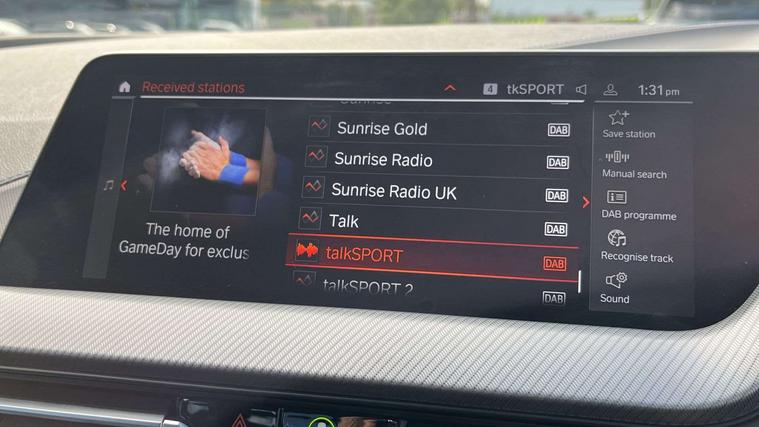 Received stations
4 tkSPORT
1:31 pm
Sunrise
Sunrise Gold DAB
Sunrise Radio DAB
Sunrise Radio UK DAB
Talk DAB
talkSPORT DAB
talkSPORT 2 DAB
The home of
GameDay for exclus
Save station
Manual search
DAB programme
Recognise track
Sound